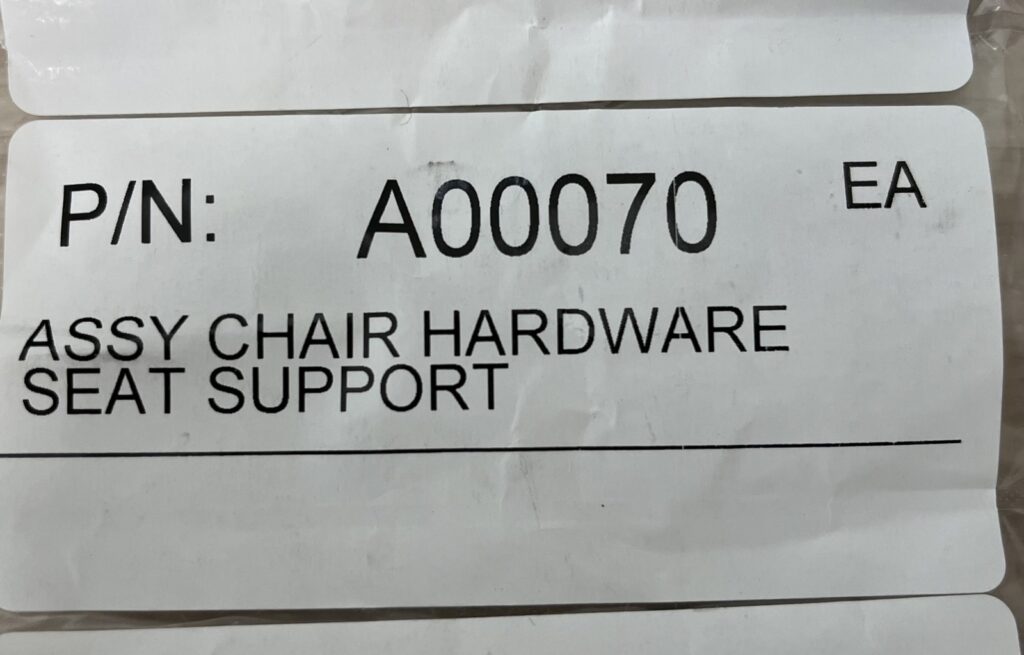 P/N: A00070 EA
ASSY CHAIR HARDWARE
SEAT SUPPORT